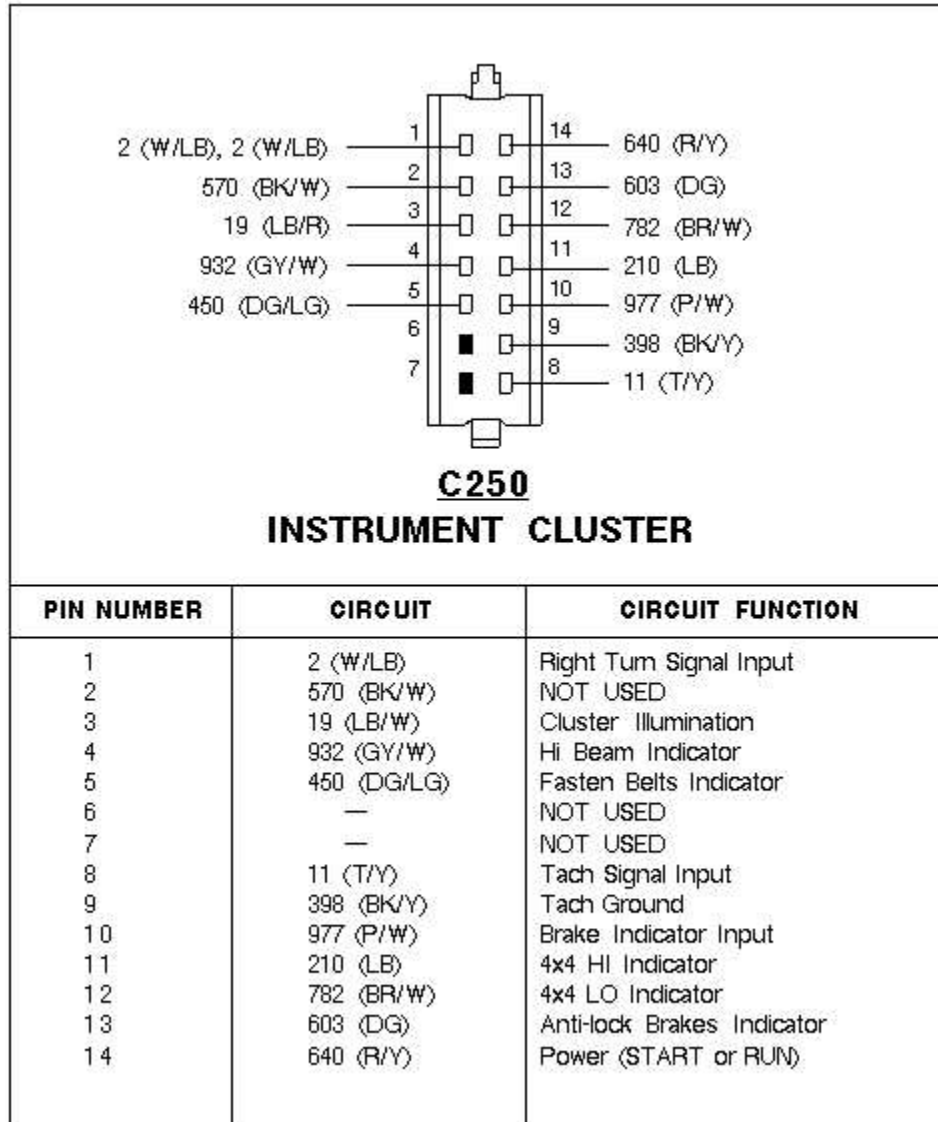 1 14
2 (W/LB), 2 (W/LB) 640 (R/Y)
2 13
570 (BK/W) 603 (DG)
3 12
19 (LB/R) 782 (BR/W)
4 11
932 (GY/W) 210 (LB)
5 10
450 (DG/LG) 977 (P/W)
6 9
398 (BK/Y)
7 8
11 (T/Y)
C250
INSTRUMENT CLUSTER
PIN NUMBER CIRCUIT CIRCUIT FUNCTION
1 2 (W/LB) Right Turn Signal Input
2 570 (BK/W) NOT USED
3 19 (LB/W) Cluster Illumination
4 932 (GY/W) Hi Beam Indicator
5 450 (DG/LG) Fasten Belts Indicator
6 — NOT USED
7 — NOT USED
8 11 (T/Y) Tach Signal Input
9 398 (BK/Y) Tach Ground
10 977 (P/W) Brake Indicator Input
11 210 (LB) 4x4 HI Indicator
12 782 (BR/W) 4x4 LO Indicator
13 603 (DG) Anti-lock Brakes Indicator
14 640 (R/Y) Power (START or RUN)